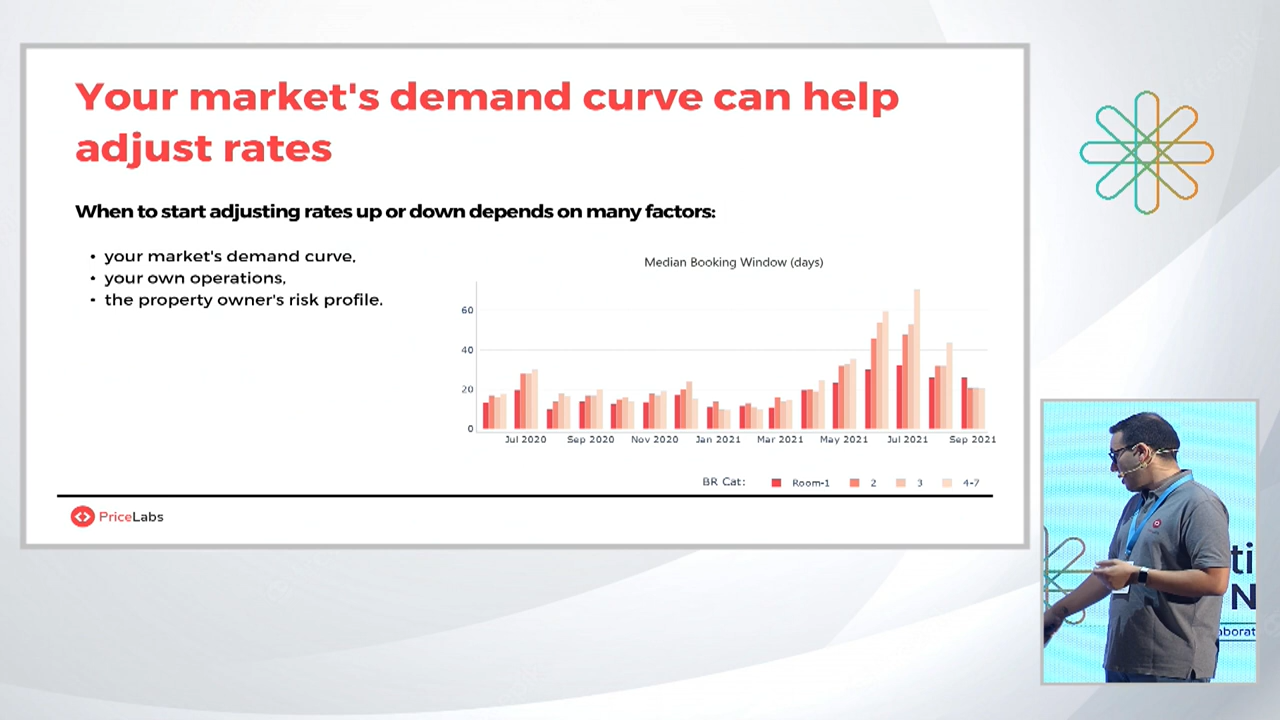 Your market's demand curve can help
adjust rates
When to start adjusting rates up or down depends on many factors:
• your market's demand curve,
• your own operations,
• the property owner's risk profile.
Median Booking Window (days)
60
40
20
0
Jul 2020 Sep 2020 Nov 2020 Jan 2021 Mar 2021 May 2021 Jul 2021 Sep 2021
BR Cat: Room-1 2 3 4-7
PriceLabs
ti
N
aborat